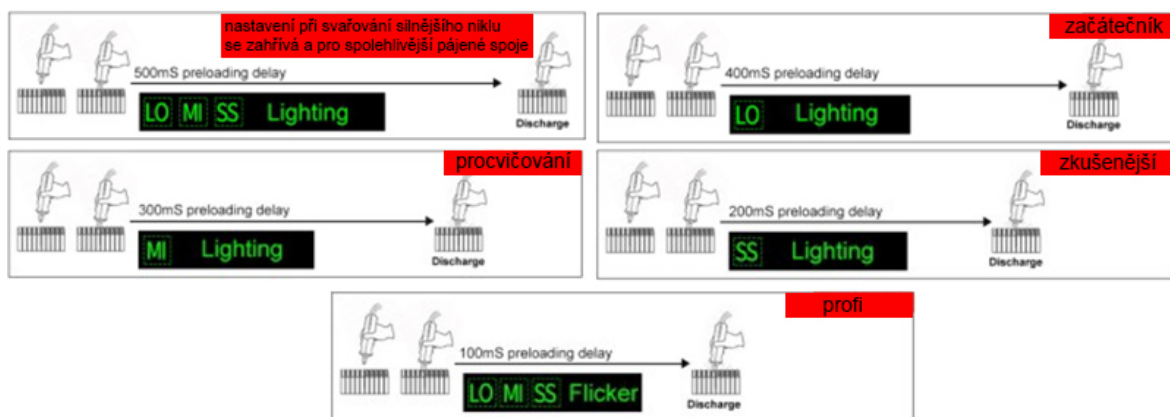 nastavení při svařování silnějšího niklu
se zahřívá a pro spolehlivější pájené spoje
500mS preloading delay
LO MI SS Lighting
Discharge
začátečník
400mS preloading delay
LO Lighting
Discharge
procvičování
300mS preloading delay
MI Lighting
Discharge
zkušenější
200mS preloading delay
SS Lighting
Discharge
profi
100mS preloading delay
LO MI SS Flicker
Discharge